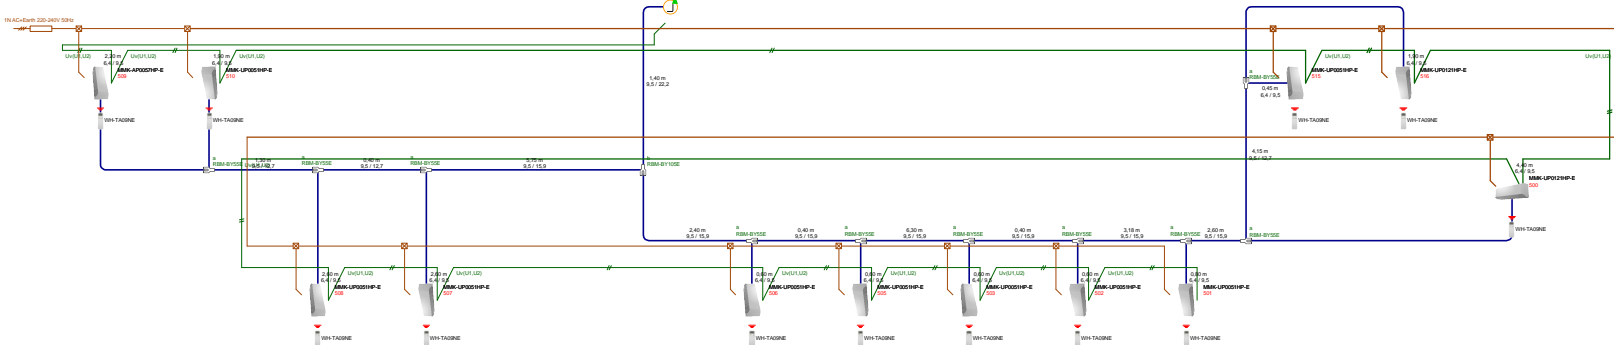 1N AC+Earth 220-240V 50Hz
Uv(U1,U2)
2,20 m
6,4 / 9,5
MMK-AP0057HP-E
509
WH-TA09NE
Uv(U1,U2)
1,90 m
6,4 / 9,5
MMK-UP0051HP-E
510
WH-TA09NE
Uv(U1,U2)
1,40 m
9,5 / 22,2
a
RBM-BY55E
0,45 m
6,4 / 9,5
MMK-UP0051HP-E
515
WH-TA09NE
Uv(U1,U2)
1,90 m
6,4 / 9,5
MMK-UP0121HP-E
516
WH-TA09NE
Uv(U1,U2)
a
RBM-BY55E
9,5 / 12,7
a
RBM-BY55E
0,40 m
9,5 / 12,7
a
RBM-BY55E
5,75 m
9,5 / 15,9
RBM-BY105E
4,15 m
9,5 / 12,7
4,40 m
6,4 / 9,5
MMK-UP0121HP-E
500
WH-TA09NE
2,40 m
9,5 / 15,9
a
RBM-BY55E
0,40 m
9,5 / 15,9
a
RBM-BY55E
6,30 m
9,5 / 15,9
a
RBM-BY55E
0,40 m
9,5 / 15,9
a
RBM-BY55E
3,18 m
9,5 / 15,9
a
RBM-BY55E
2,60 m
9,5 / 15,9
a
RBM-BY55E
2,60 m
6,4 / 9,5
Uv(U1,U2)
MMK-UP0051HP-E
508
WH-TA09NE
2,60 m
6,4 / 9,5
Uv(U1,U2)
MMK-UP0051HP-E
507
WH-TA09NE
0,60 m
6,4 / 9,5
Uv(U1,U2)
MMK-UP0051HP-E
506
WH-TA09NE
0,60 m
6,4 / 9,5
Uv(U1,U2)
MMK-UP0051HP-E
505
WH-TA09NE
0,60 m
6,4 / 9,5
Uv(U1,U2)
MMK-UP0051HP-E
503
WH-TA09NE
0,60 m
6,4 / 9,5
Uv(U1,U2)
MMK-UP0051HP-E
502
WH-TA09NE
0,80 m
6,4 / 9,5
MMK-UP0051HP-E
501
WH-TA09NE